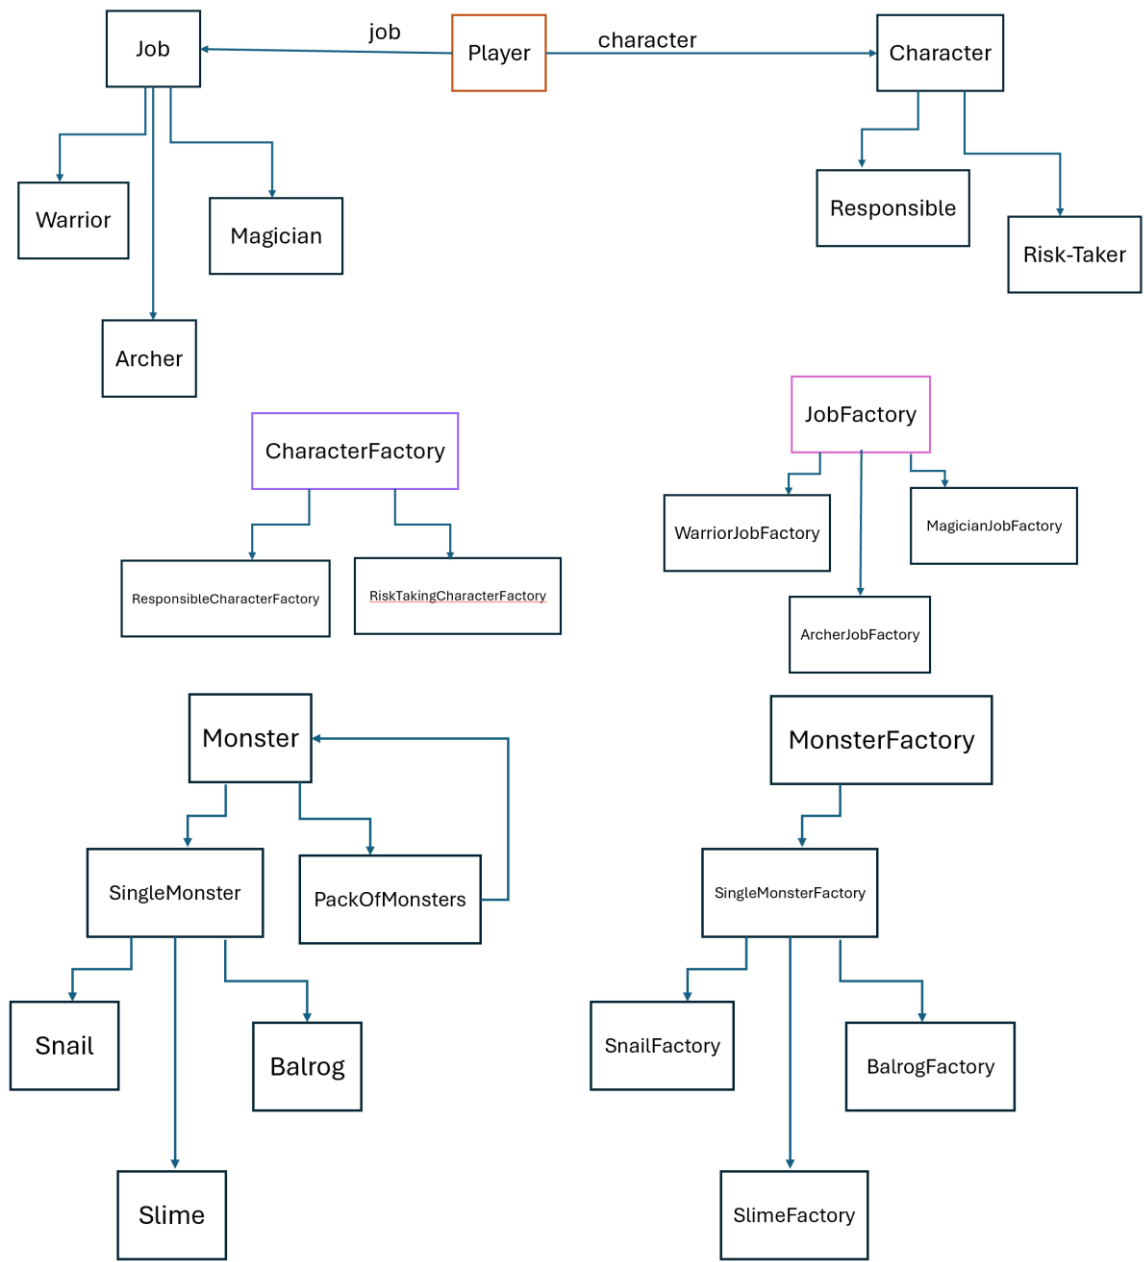 job
Job
Player
character
Character
Warrior
Magician
Responsible
Risk-Taker
Archer
JobFactory
CharacterFactory
WarriorJobFactory
MagicianJobFactory
ResponsibleCharacterFactory
RiskTakingCharacterFactory
ArcherJobFactory
Monster
MonsterFactory
SingleMonster
PackOfMonsters
SingleMonsterFactory
Snail
Balrog
SnailFactory
BalrogFactory
Slime
SlimeFactory